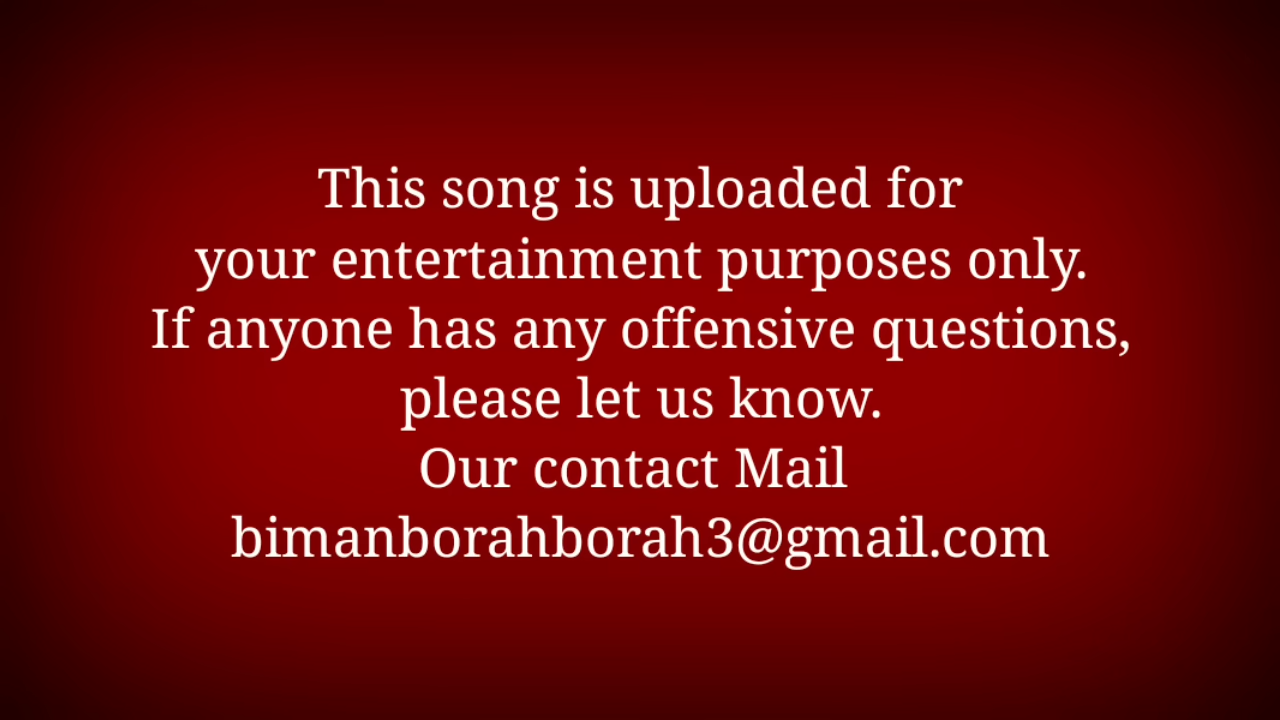 This song is uploaded for
your entertainment purposes only.
If anyone has any offensive questions,
please let us know.
Our contact Mail
bimanborahborah3@gmail.com